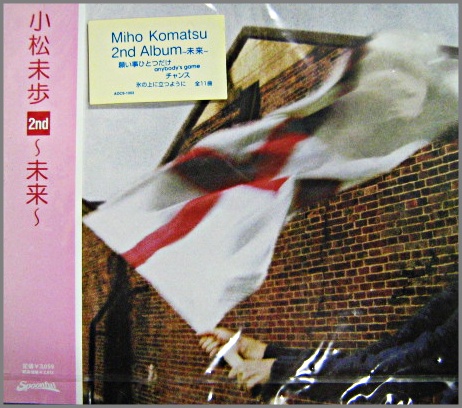 小松未歩
2nd
～未来～
Miho Komatsu
2nd Album～未来～
願い事ひとつだけ
anybody's game
チャンス
氷の上に立つように 全11曲